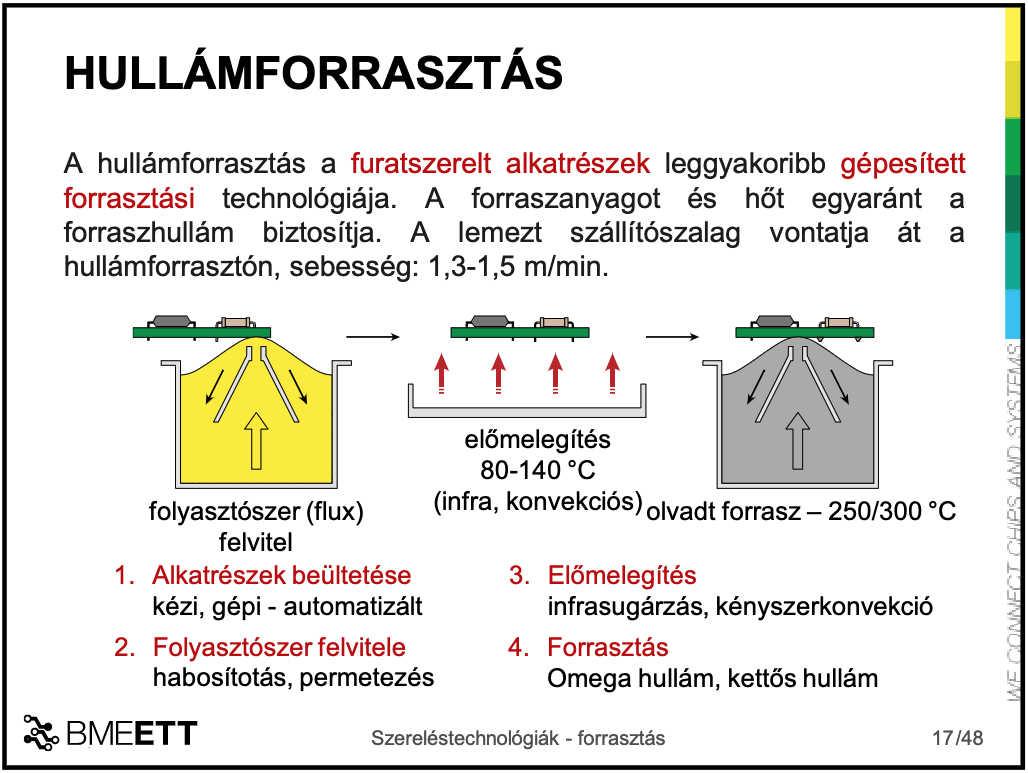 HULLÁMFORRASZTÁS
A hullámforrasztás a furatszerelt alkatrészek leggyakoribb gépesített
forrasztási technológiája. A forraszanyagot és hőt egyaránt a
forraszhullám biztosítja. A lemezt szállítószalag vontatja át a
hullámforrasztón, sebesség: 1,3-1,5 m/min.
folyasztószer (flux)
felvitel
előmelegítés
80-140 °C
(infra, konvekciós)
olvadt forrasz – 250/300 °C
1. Alkatrészek beültetése
kézi, gépi - automatizált
2. Folyasztószer felvitele
habosítotás, permetezés
3. Előmelegítés
infrasugárzás, kényszerkonvekció
4. Forrasztás
Omega hullám, kettős hullám
WE CONNECT CHIPS AND SYSTEMS
BMEETT
Szereléstechnológiák - forrasztás
17/48